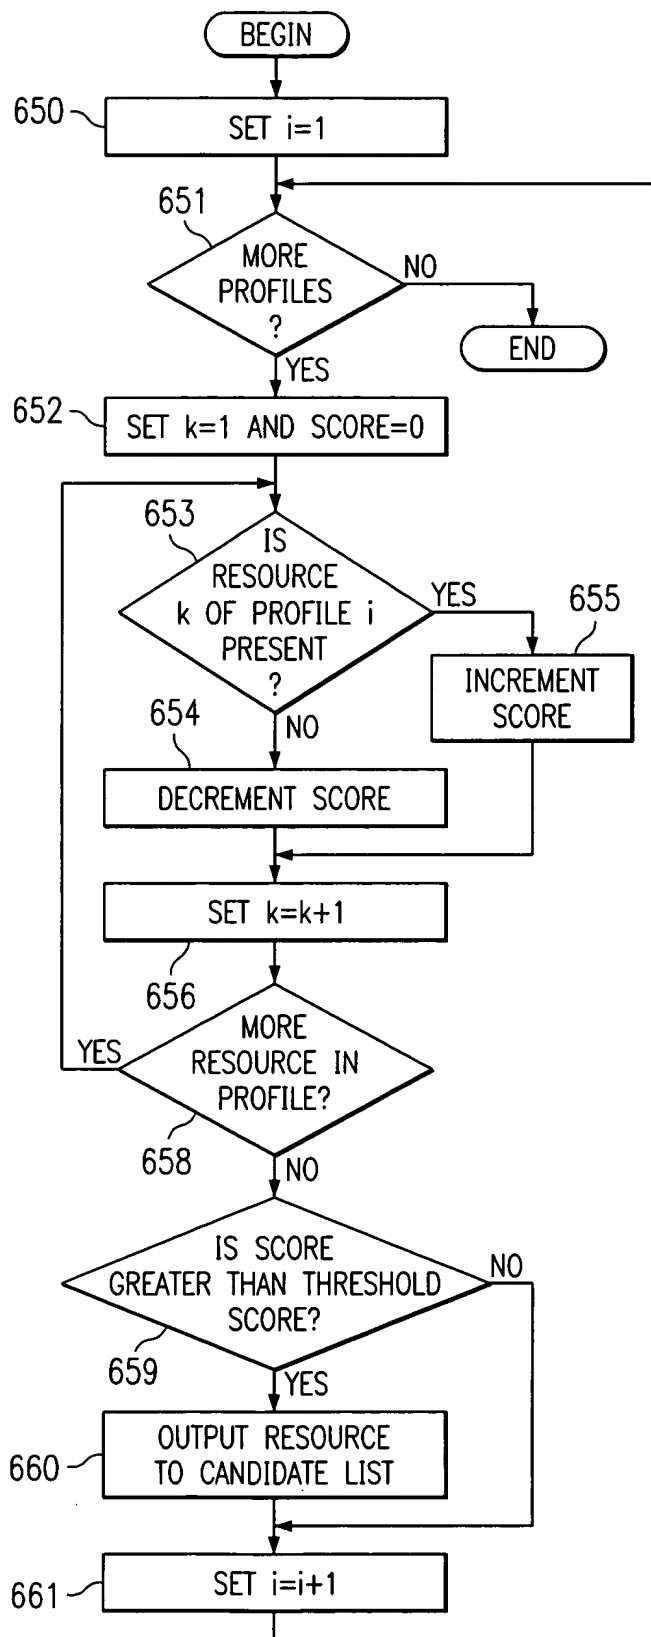 BEGIN
650
SET i=1
651
MORE
PROFILES
?
NO
END
YES
652
SET k=1 AND SCORE=0
653
IS
RESOURCE
k OF PROFILE i
PRESENT
?
YES
655
INCREMENT
SCORE
NO
654
DECREMENT SCORE
SET k=k+1
656
MORE
RESOURCE IN
PROFILE?
YES
658
NO
IS SCORE
GREATER THAN THRESHOLD
SCORE?
NO
659
YES
OUTPUT RESOURCE
TO CANDIDATE LIST
660
SET i=i+1
661